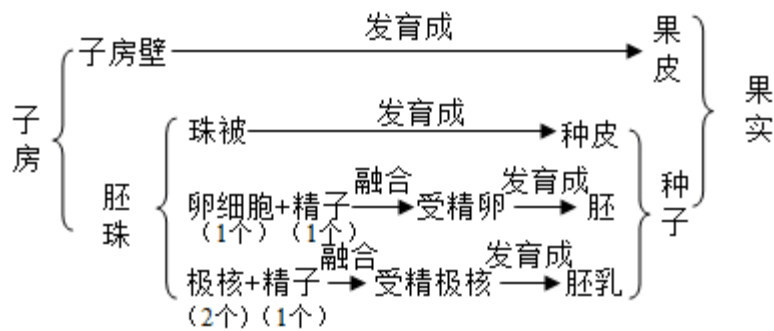 子房
子房壁
发育成
果皮
果实
胚珠
珠被
发育成
种皮
种子
卵细胞+精子
融合
受精卵
发育成
胚
（1个）（1个）
极核+精子
融合
受精极核
发育成
胚乳
（2个）（1个）